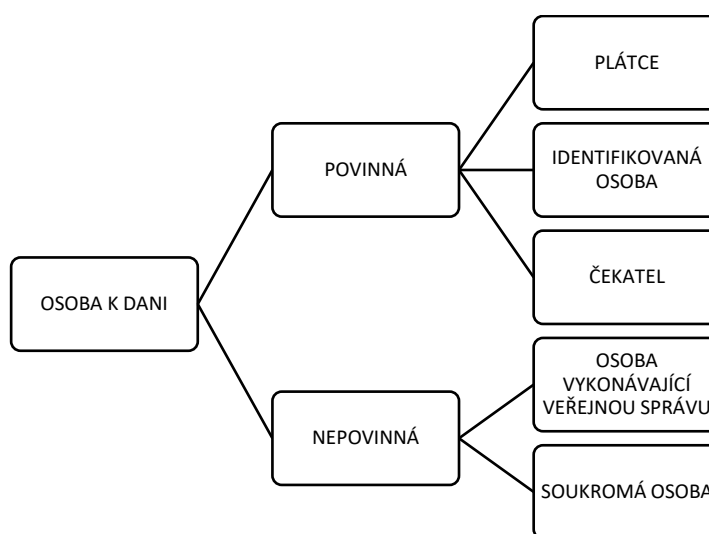 PLÁTCE
POVINNÁ
IDENTIFIKOVANÁ
OSOBA
ČEKATEL
OSOBA K DANI
OSOBA
VYKONÁVAJÍCÍ
VEŘEJNOU SPRÁVU
NEPOVINNÁ
SOUKROMÁ OSOBA